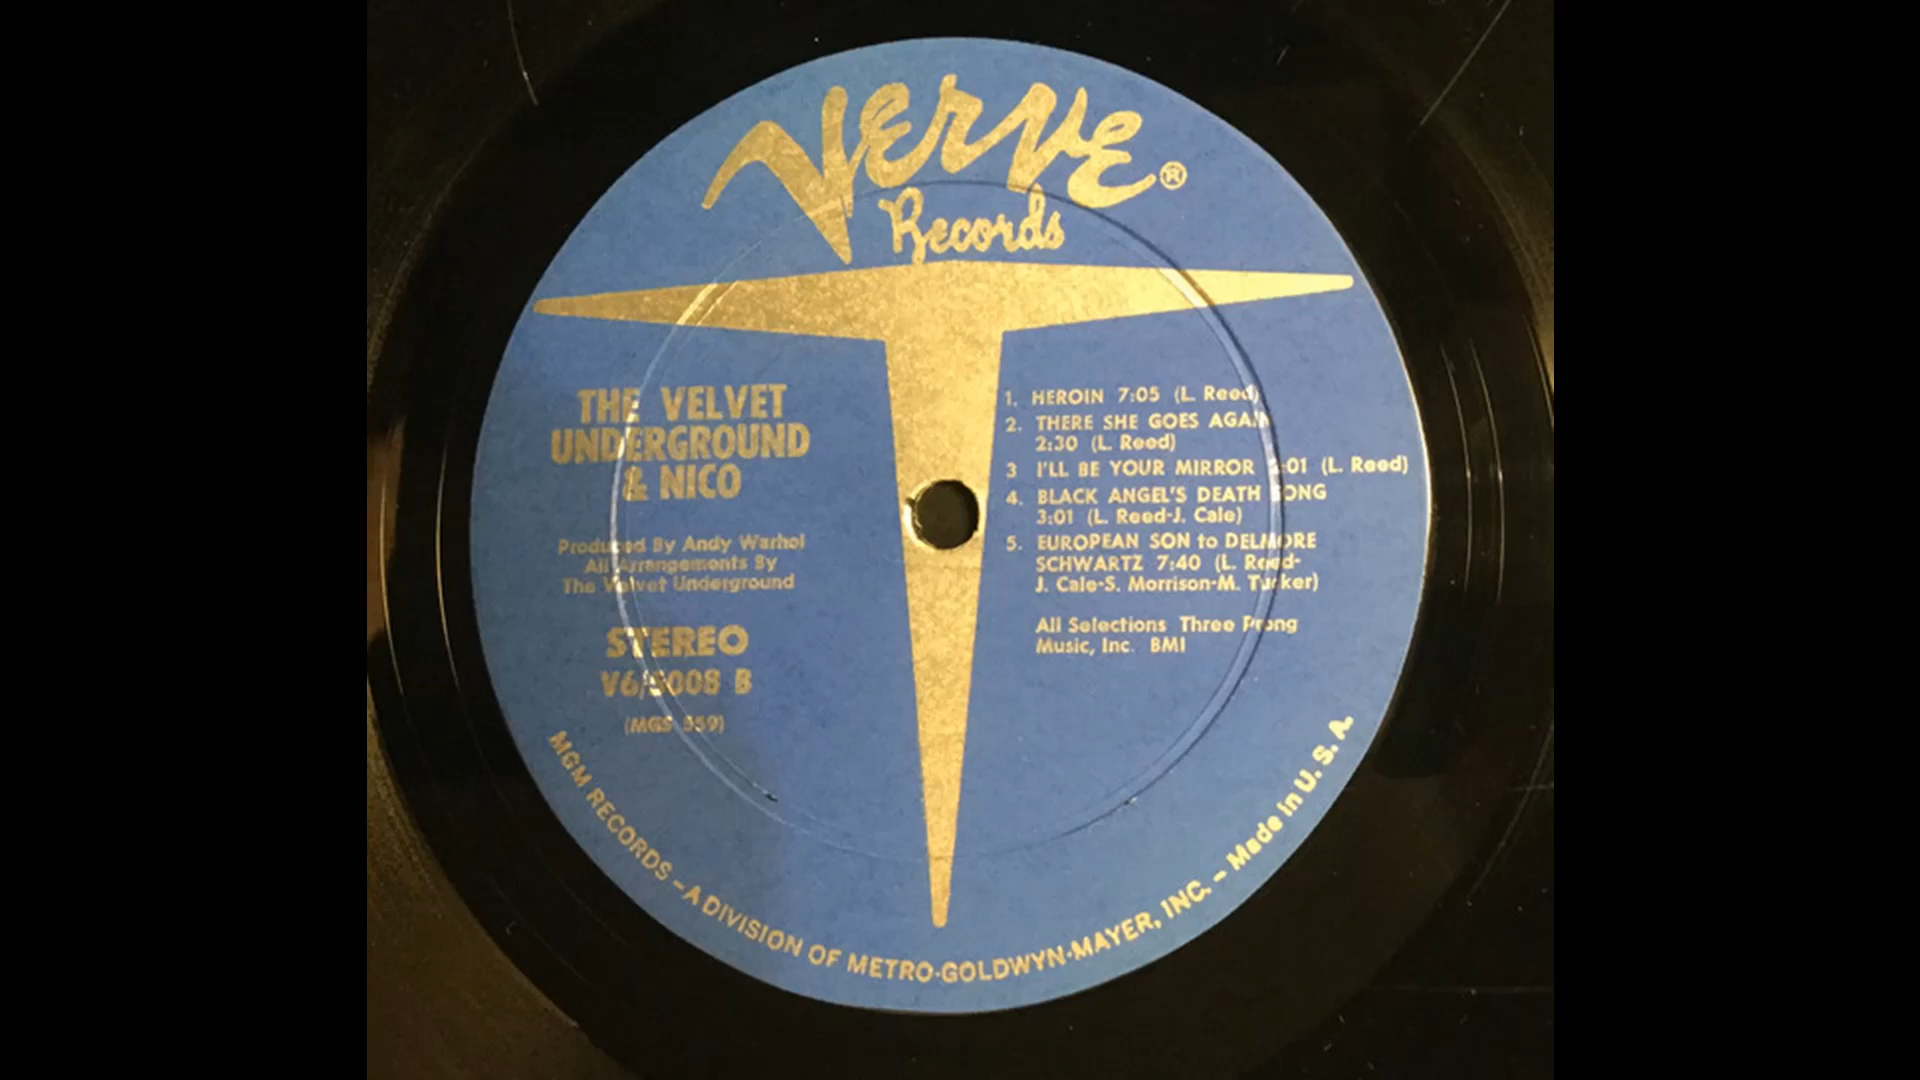 Verve®
Records
THE VELVET
UNDERGROUND
& NICO
Produced By Andy Warhol
All Arrangements By
The Velvet Underground
STEREO
V6/5008 B
(MGS 559)
1. HEROIN 7:05 (L. Reed)
2. THERE SHE GOES AGAIN
2:30 (L. Reed)
3 I'LL BE YOUR MIRROR :01 (L. Reed)
4. BLACK ANGEL'S DEATH SONG
3:01 (L. Reed-J. Cale)
5. EUROPEAN SON to DELMORE
SCHWARTZ 7:40 (L. Reed-
J. Cale-S. Morrison-M. Tucker)
All Selections Three Prong
Music, Inc. BMI
MGM RECORDS – A DIVISION OF METRO-GOLDWYN-MAYER, INC. – Made in U. S. A.